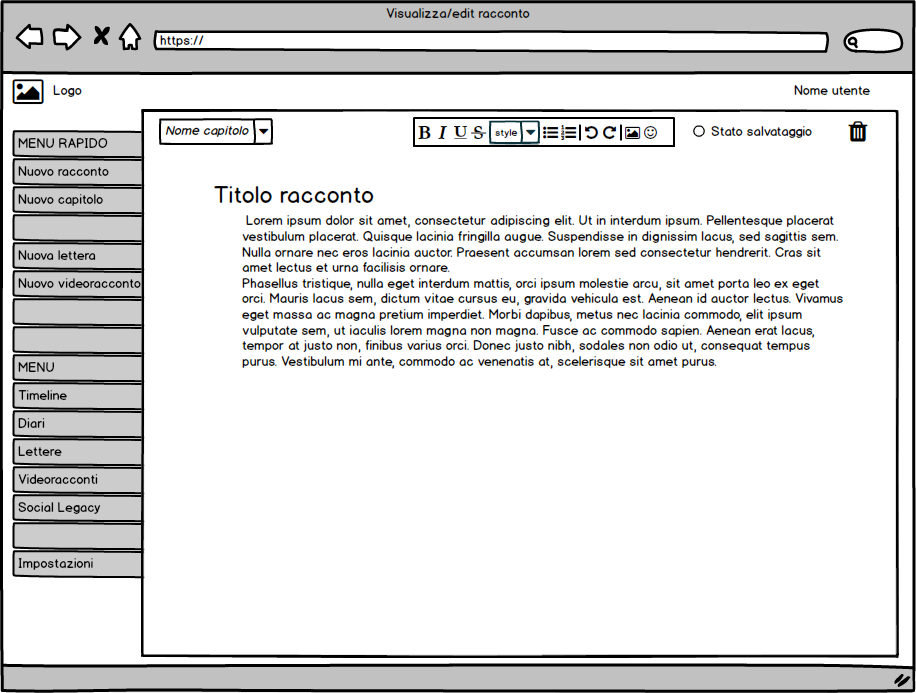 Visualizza/edit racconto
https://
Logo
Nome utente
Nome capitolo
B I U S style
Stato salvataggio
MENU RAPIDO
Nuovo racconto
Nuovo capitolo
Nuova lettera
Nuovo videoracconto
MENU
Timeline
Diari
Lettere
Videoracconti
Social Legacy
Impostazioni
Titolo racconto
Lorem ipsum dolor sit amet, consectetur adipiscing elit. Ut in interdum ipsum. Pellentesque placerat
vestibulum placerat. Quisque lacinia fringilla augue. Suspendisse in dignissim lacus, sed sagittis sem.
Nulla ornare nec eros lacinia auctor. Praesent accumsan lorem sed consectetur hendrerit. Cras sit
amet lectus et urna facilisis ornare.
Phasellus tristique, nulla eget interdum mattis, orci ipsum molestie arcu, sit amet porta leo ex eget
orci. Mauris lacus sem, dictum vitae cursus eu, gravida vehicula est. Aenean id auctor lectus. Vivamus
eget massa ac magna pretium imperdiet. Morbi dapibus, metus nec lacinia commodo, elit ipsum
vulputate sem, ut iaculis lorem magna non magna. Fusce ac commodo sapien. Aenean erat lacus,
tempor at justo non, finibus varius orci. Donec justo nibh, sodales non odio ut, consequat tempus
purus. Vestibulum mi ante, commodo ac venenatis at, scelerisque sit amet purus.